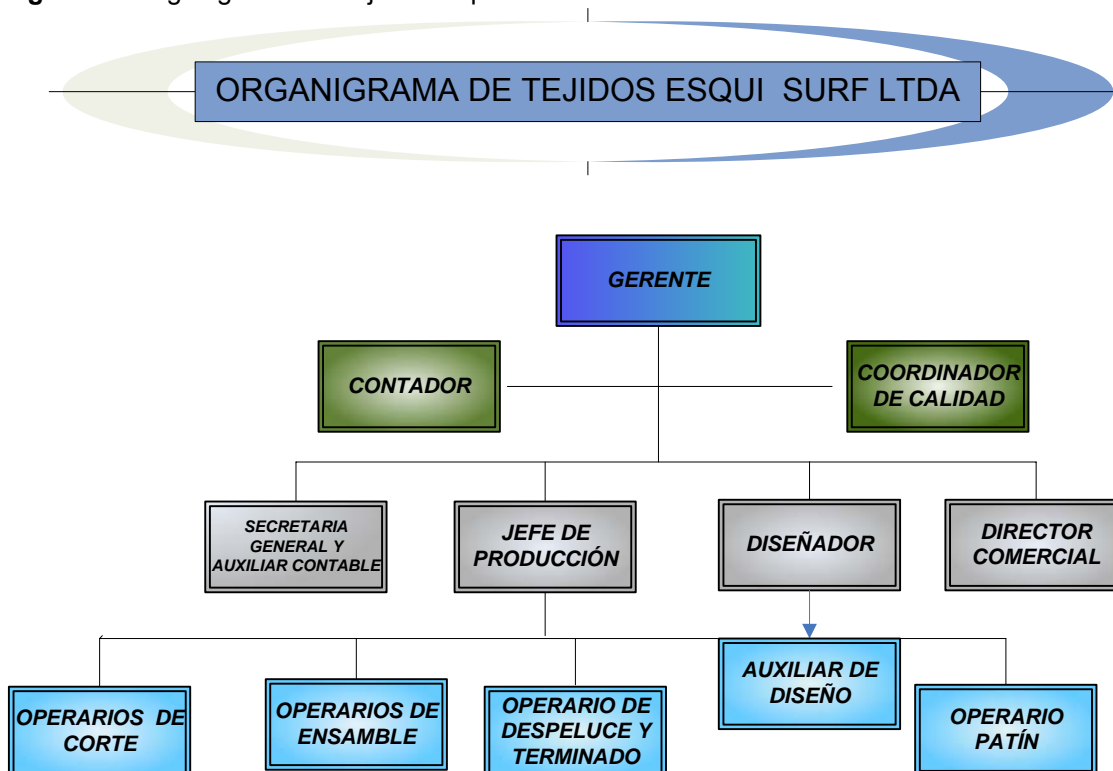 ORGANIGRAMA DE TEJIDOS ESQUI SURF LTDA
GERENTE
CONTADOR
COORDINADOR
DE CALIDAD
SECRETARIA
GENERAL Y
AUXILIAR CONTABLE
JEFE DE
PRODUCCIÓN
DISEÑADOR
DIRECTOR
COMERCIAL
OPERARIOS DE
CORTE
OPERARIOS DE
ENSAMBLE
OPERARIO DE
DESPELUCE Y
TERMINADO
AUXILIAR DE
DISEÑO
OPERARIO
PATÍN